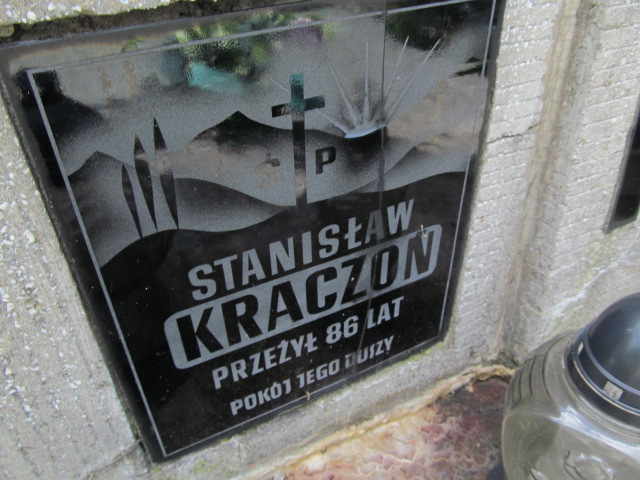 Ś P
STANISŁAW
KRACZOŃ
PRZEŻYŁ 86 LAT
POKÓJ JEGO DUSZY